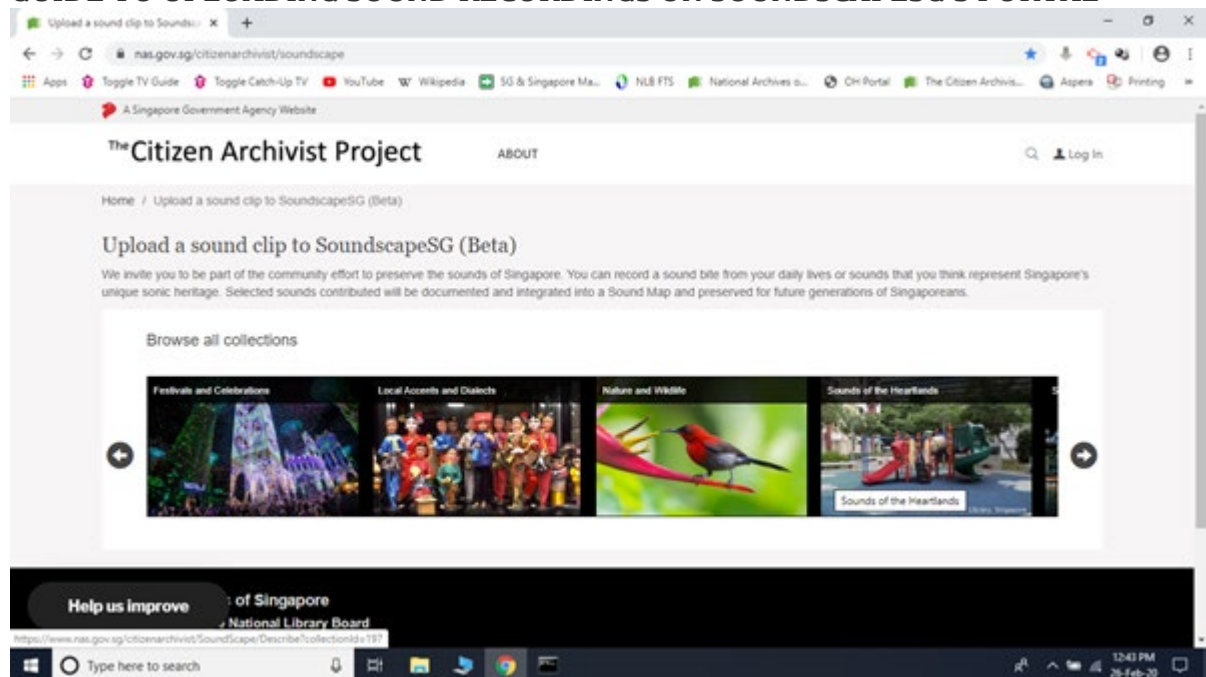 GUIDE TO UPLOADING SOUND RECORDINGS ON SOUNDSCAPESG'S PORTAL
Upload a sound clip to Soundsc
nas.gov.sg/citizenarchivist/soundscape
Apps Toggle TV Guide Toggle Catch-Up TV YouTube Wikipedia SG & Singapore Ma... NLB FTS National Archives o... OH Portal The Citizen Archivis... Aspera Printing
A Singapore Government Agency Website
The Citizen Archivist Project ABOUT Log In
Home / Upload a sound clip to SoundscapeSG (Beta)
Upload a sound clip to SoundscapeSG (Beta)
We invite you to be part of the community effort to preserve the sounds of Singapore. You can record a sound bite from your daily lives or sounds that you think represent Singapore's
unique sonic heritage. Selected sounds contributed will be documented and integrated into a Sound Map and preserved for future generations of Singaporeans.
Browse all collections
Festivals and Celebrations Local Accents and Dialects Nature and Wildlife Sounds of the Heartlands S
Sounds of the Heartlands
Help us improve
of Singapore
National Library Board
https://www.nas.gov.sg/citizenarchivist/SoundScape/Describe?collectionId=197
Type here to search
12:43 PM
26-Feb-20